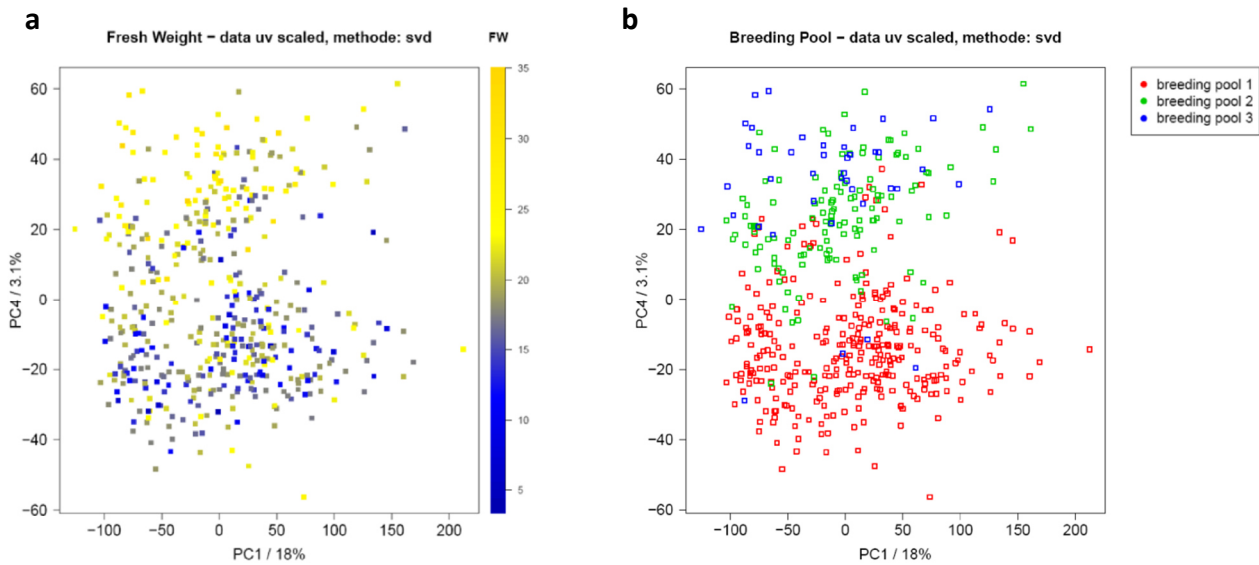 a
Fresh Weight – data uv scaled, methode: svd
FW
60
40
20
0
−20
−40
−60
PC4 / 3.1%
−100 −50 0 50 100 150 200
PC1 / 18%
35
30
25
20
15
10
5
b
Breeding Pool – data uv scaled, methode: svd
60
40
20
0
−20
−40
−60
PC4 / 3.1%
−100 −50 0 50 100 150 200
PC1 / 18%
breeding pool 1
breeding pool 2
breeding pool 3